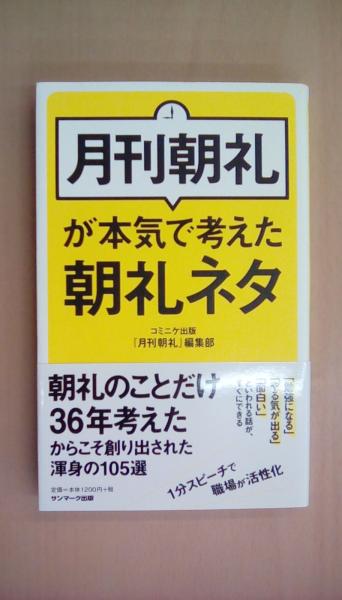 月刊朝礼
が本気で考えた
朝礼ネタ
コミニケ出版
『月刊朝礼』編集部
「勉強になる」
「やる気が出る」
「面白い」
といわれる話が、
すぐにできる
朝礼のことだけ
36年考えた
からこそ創り出された
渾身の105選
1分スピーチで
職場が活性化
定価=本体1200円+税
サンマーク出版